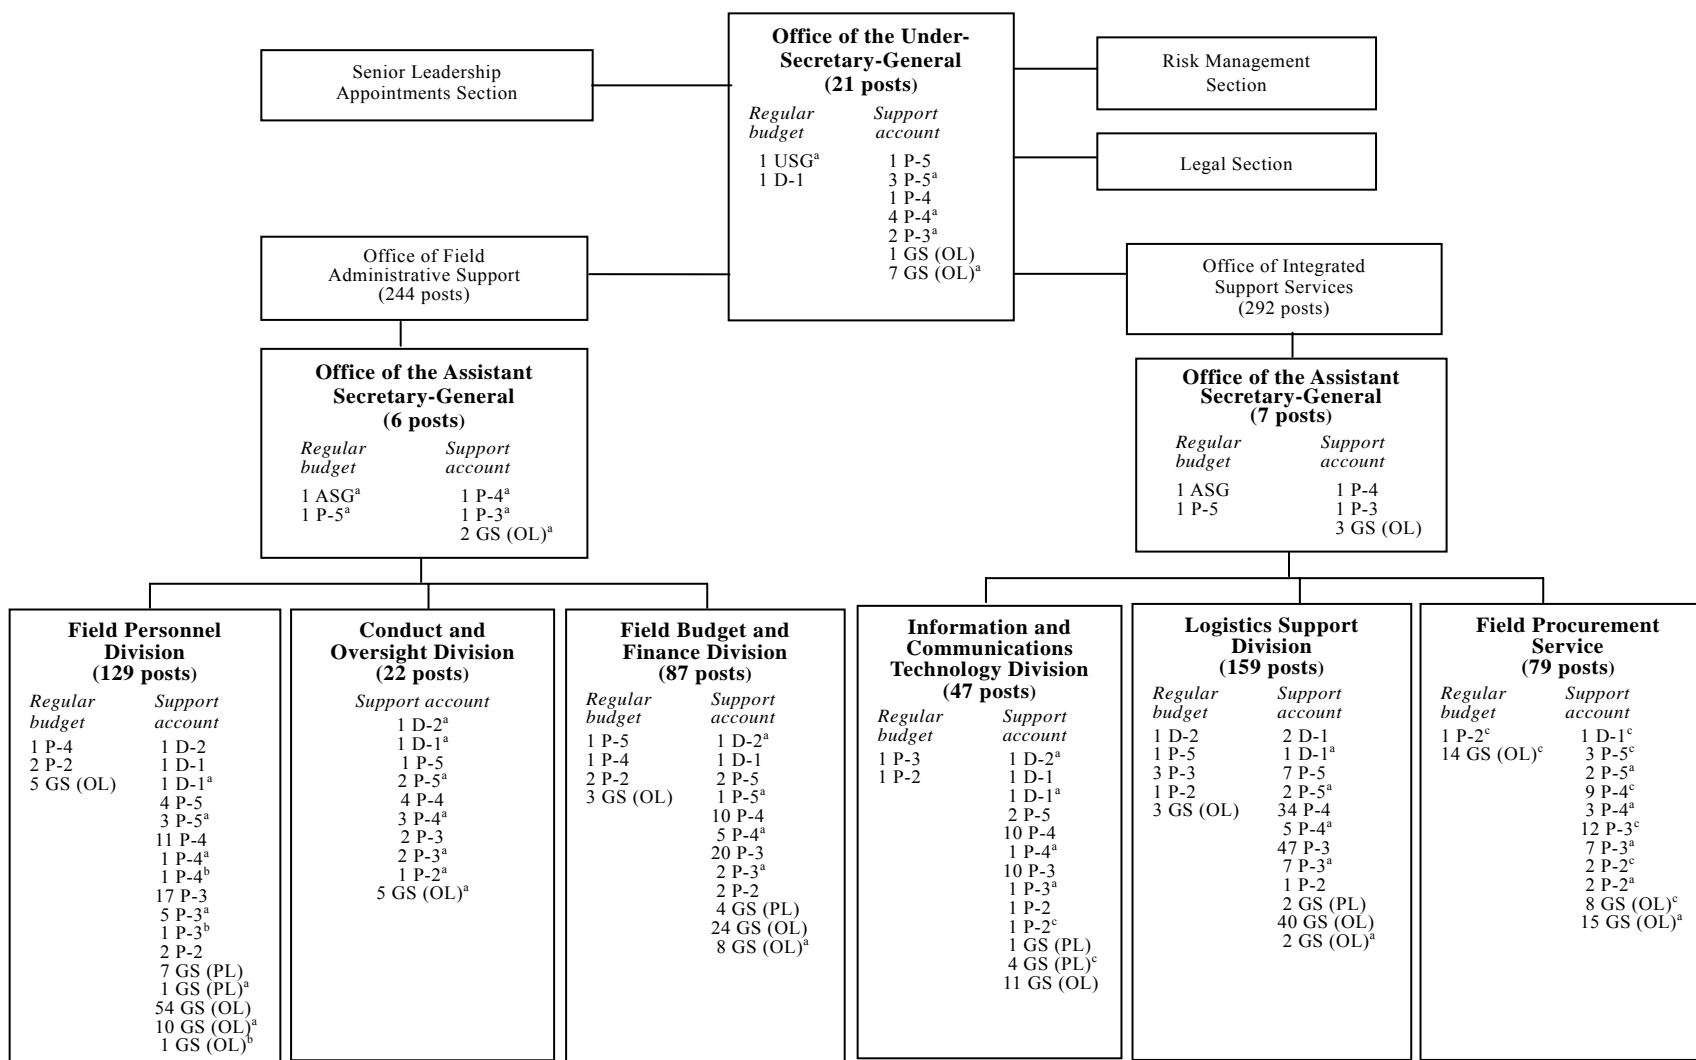 Office of the Under-
Secretary-General
(21 posts)
Regular Support
budget account
1 USGᵃ 1 P-5
1 D-1 3 P-5ᵃ
1 P-4
4 P-4ᵃ
2 P-3ᵃ
1 GS (OL)
7 GS (OL)ᵃ
Senior Leadership
Appointments Section
Risk Management
Section
Legal Section
Office of Field
Administrative Support
(244 posts)
Office of Integrated
Support Services
(292 posts)
Office of the Assistant
Secretary-General
(6 posts)
Regular Support
budget account
1 ASGᵃ 1 P-4ᵃ
1 P-5ᵃ 1 P-3ᵃ
2 GS (OL)ᵃ
Office of the Assistant
Secretary-General
(7 posts)
Regular Support
budget account
1 ASG 1 P-4
1 P-5 1 P-3
3 GS (OL)
Field Personnel
Division
(129 posts)
Regular Support
budget account
1 P-4 1 D-2
2 P-2 1 D-1
5 GS (OL) 1 D-1ᵃ
4 P-5
3 P-5ᵃ
11 P-4
1 P-4ᵃ
1 P-4ᵇ
17 P-3
5 P-3ᵃ
1 P-3ᵇ
2 P-2
7 GS (PL)
1 GS (PL)ᵃ
54 GS (OL)
10 GS (OL)ᵃ
1 GS (OL)ᵇ
Conduct and
Oversight Division
(22 posts)
Support account
1 D-2ᵃ
1 D-1ᵃ
1 P-5
2 P-5ᵃ
4 P-4
3 P-4ᵃ
2 P-3
2 P-3ᵃ
1 P-2ᵃ
5 GS (OL)ᵃ
Field Budget and
Finance Division
(87 posts)
Regular Support
budget account
1 P-5 1 D-2ᵃ
1 P-4 1 D-1
2 P-2 2 P-5
3 GS (OL) 1 P-5ᵃ
10 P-4
5 P-4ᵃ
20 P-3
2 P-3ᵃ
2 P-2
4 GS (PL)
24 GS (OL)
8 GS (OL)ᵃ
Information and
Communications
Technology Division
(47 posts)
Regular Support
budget account
1 P-3 1 D-2ᵃ
1 P-2 1 D-1
1 D-1ᵃ
2 P-5
10 P-4
1 P-4ᵃ
10 P-3
1 P-3ᵃ
1 P-2
1 P-2ᶜ
1 GS (PL)
4 GS (PL)ᶜ
11 GS (OL)
Logistics Support
Division
(159 posts)
Regular Support
budget account
1 D-2 2 D-1
1 P-5 1 D-1ᵃ
3 P-3 7 P-5
1 P-2 2 P-5ᵃ
3 GS (OL) 34 P-4
5 P-4ᵃ
47 P-3
7 P-3ᵃ
1 P-2
2 GS (PL)
40 GS (OL)
2 GS (OL)ᵃ
Field Procurement
Service
(79 posts)
Regular Support
budget account
1 P-2ᶜ 1 D-1ᶜ
14 GS (OL)ᶜ 3 P-5ᶜ
2 P-5ᵃ
9 P-4ᶜ
3 P-4ᵃ
12 P-3ᶜ
7 P-3ᵃ
2 P-2ᶜ
2 P-2ᵃ
8 GS (OL)ᶜ
15 GS (OL)ᵃ